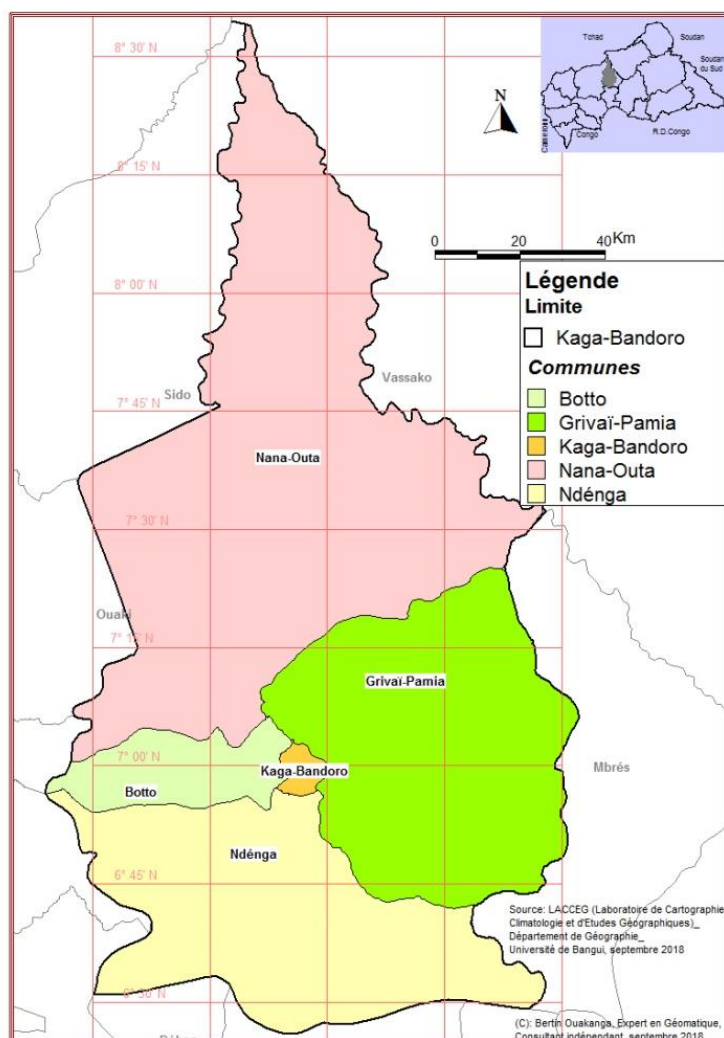 8° 30' N
Tchad
Soudan
Soudan
du Sud
Cameroun
Congo
R.D.Congo
N
8° 15' N
0 20 40 Km
8° 00' N
Légende
Limite
Kaga-Bandoro
Communes
Botto
Grivaï-Pamia
Kaga-Bandoro
Nana-Outa
Ndénga
Vassako
Sido
7° 45' N
Nana-Outa
7° 30' N
Ouaki
7° 15' N
Grivaï-Pamia
7° 00' N
Kaga-Bandoro
Mbrés
Botto
Ndénga
6° 45' N
Source: LACCEG (Laboratoire de Cartographie
Climatologie et d'Etudes Géographiques)_
Département de Géographie_
Université de Bangui, septembre 2018
6° 30' N
(C): Bertin Ouakanga, Expert en Géomatique,
Consultant indépendant, septembre 2018